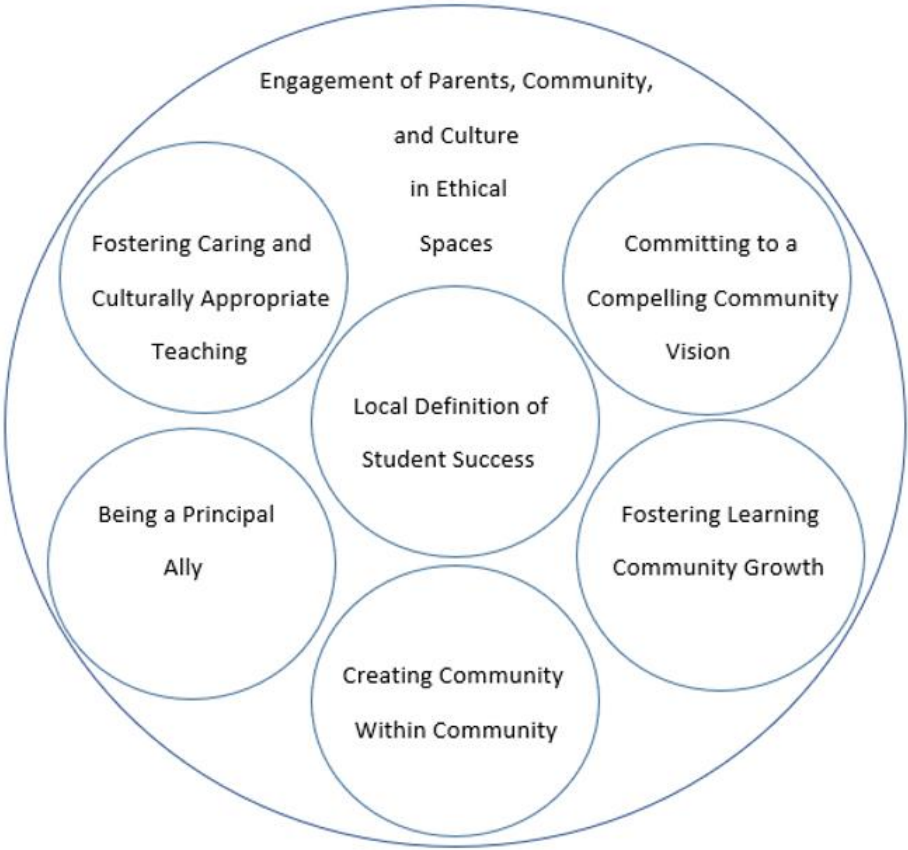 Engagement of Parents, Community,
and Culture
in Ethical
Spaces
Fostering Caring and
Culturally Appropriate
Teaching
Committing to a
Compelling Community
Vision
Local Definition of
Student Success
Being a Principal
Ally
Fostering Learning
Community Growth
Creating Community
Within Community